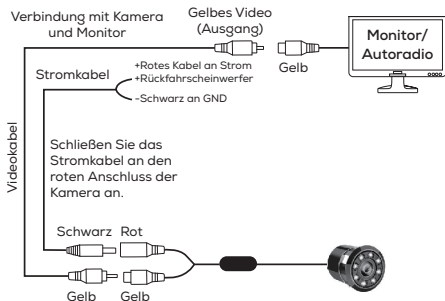 Verbindung mit Kamera
und Monitor
Gelbes Video
(Ausgang)
Gelb
Monitor/
Autoradio
Stromkabel
+Rotes Kabel an Strom
+Rückfahrscheinwerfer
-Schwarz an GND
Videokabel
Schließen Sie das
Stromkabel an den
roten Anschluss der
Kamera an.
Schwarz Rot
Gelb Gelb